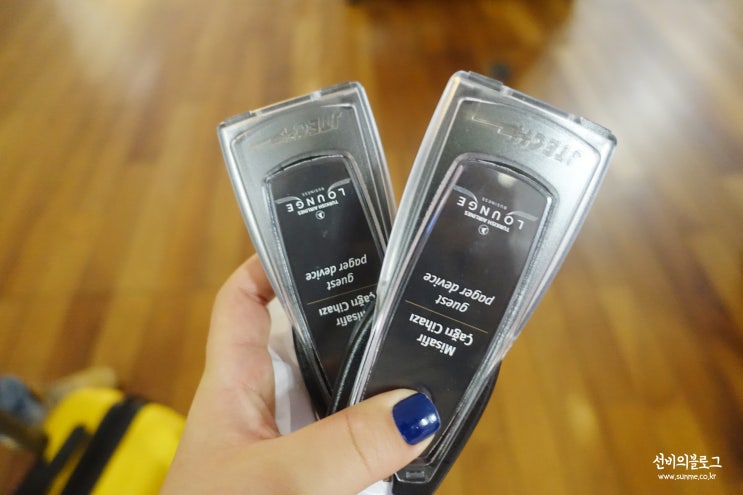 JTECH
TURKISH AIRLINES
LOUNGE
BUSINESS
guest
pager device
Misafir
Çağrı Cihazı
JTECH
TURKISH AIRLINES
LOUNGE
BUSINESS
guest
pager device
Misafir
Çağrı Cihazı
선비의블로그
www.sunme.co.kr